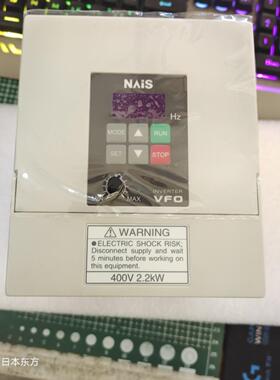 NAiS
Hz
MODE
RUN
SET
STOP
MAX
INVERTER
VFO
WARNING
ELECTRIC SHOCK RISK;
Disconnect supply and wait
5 minutes before working on
this equipment.
400V 2.2kW
日本东方